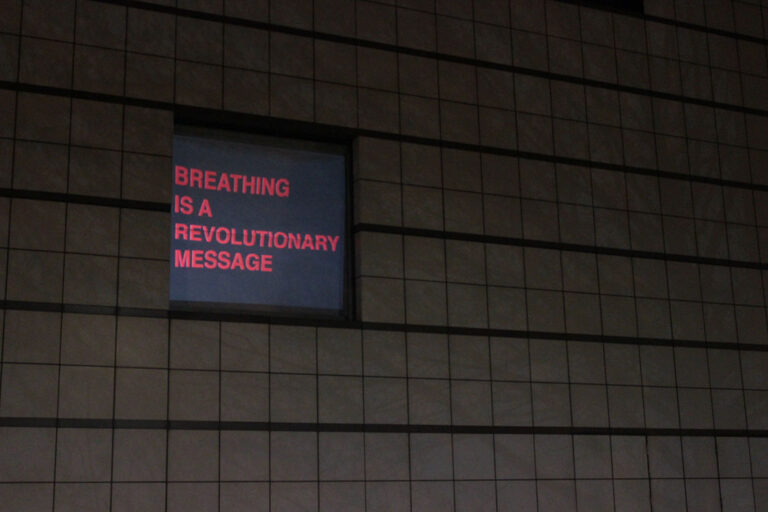 BREATHING
IS A
REVOLUTIONARY
MESSAGE